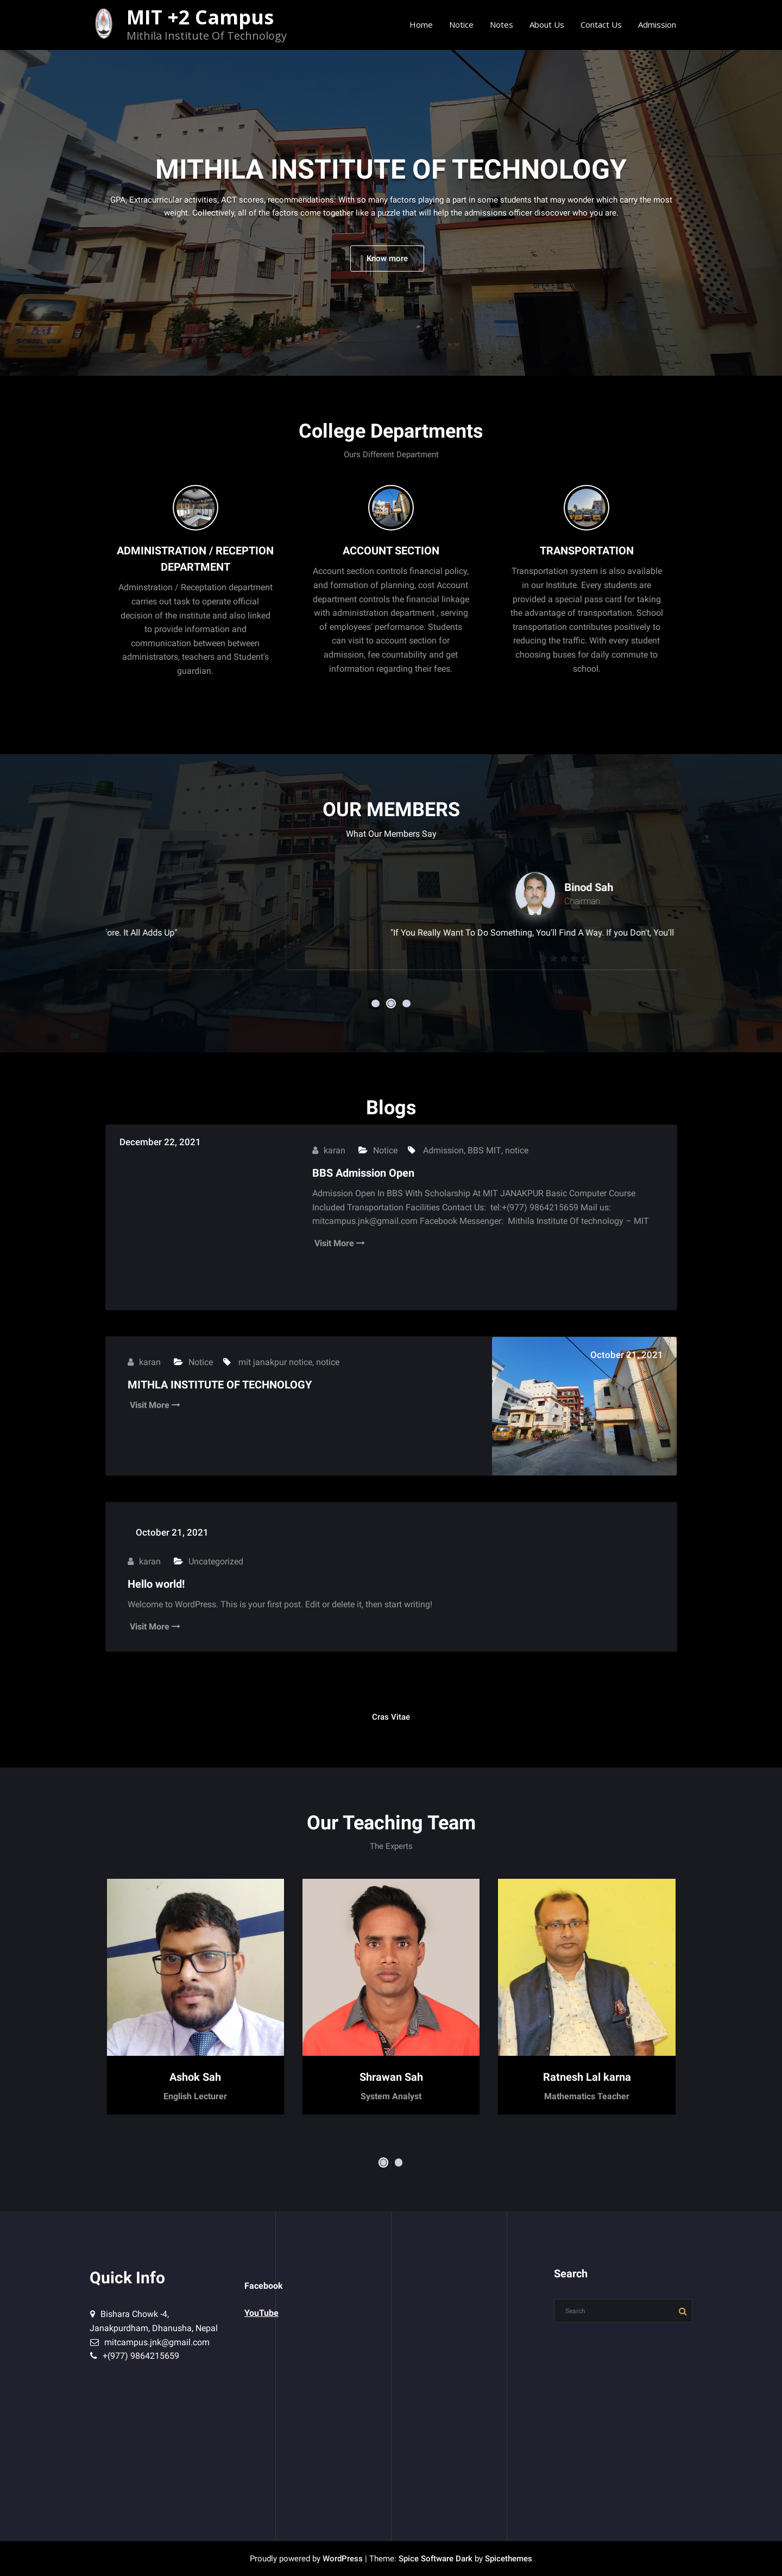 MIT +2 Campus
Mithila Institute Of Technology
Home Notice Notes About Us Contact Us Admission
MITHILA INSTITUTE OF TECHNOLOGY
GPA, Extracurricular activities, ACT scores, recommendations: With so many factors playing a part in some students that may wonder which carry the most
weight. Collectively, all of the factors come together like a puzzle that will help the admissions officer disocover who you are.
Know more
College Departments
Ours Different Department
ADMINISTRATION / RECEPTION
DEPARTMENT
Adminstration / Receptation department
carries out task to operate official
decision of the institute and also linked
to provide information and
communication between between
administrators, teachers and Student's
guardian.
ACCOUNT SECTION
Account section controls financial policy,
and formation of planning, cost Account
department controls the financial linkage
with administration department , serving
of employees' performance. Students
can visit to account section for
admission, fee countability and get
information regarding their fees.
TRANSPORTATION
Transportation system is also available
in our Institute. Every students are
provided a special pass card for taking
the advantage of transportation. School
transportation contributes positively to
reducing the traffic. With every student
choosing buses for daily commute to
school.
OUR MEMBERS
What Our Members Say
Binod Sah
Chairman
fore. It All Adds Up"
"If You Really Want To Do Something, You'll Find A Way. If you Don't, You'll
Blogs
December 22, 2021
karan Notice Admission, BBS MIT, notice
BBS Admission Open
Admission Open In BBS With Scholarship At MIT JANAKPUR Basic Computer Course
Included Transportation Facilities Contact Us: tel:+(977) 9864215659 Mail us:
mitcampus.jnk@gmail.com Facebook Messenger: Mithila Institute Of technology – MIT
Visit More
October 21, 2021
karan Notice mit janakpur notice, notice
MITHLA INSTITUTE OF TECHNOLOGY
Visit More
October 21, 2021
karan Uncategorized
Hello world!
Welcome to WordPress. This is your first post. Edit or delete it, then start writing!
Visit More
Cras Vitae
Our Teaching Team
The Experts
Ashok Sah
English Lecturer
Shrawan Sah
System Analyst
Ratnesh Lal karna
Mathematics Teacher
Quick Info
Bishara Chowk -4,
Janakpurdham, Dhanusha, Nepal
mitcampus.jnk@gmail.com
+(977) 9864215659
Facebook
YouTube
Search
Search
Proudly powered by WordPress | Theme: Spice Software Dark by Spicethemes